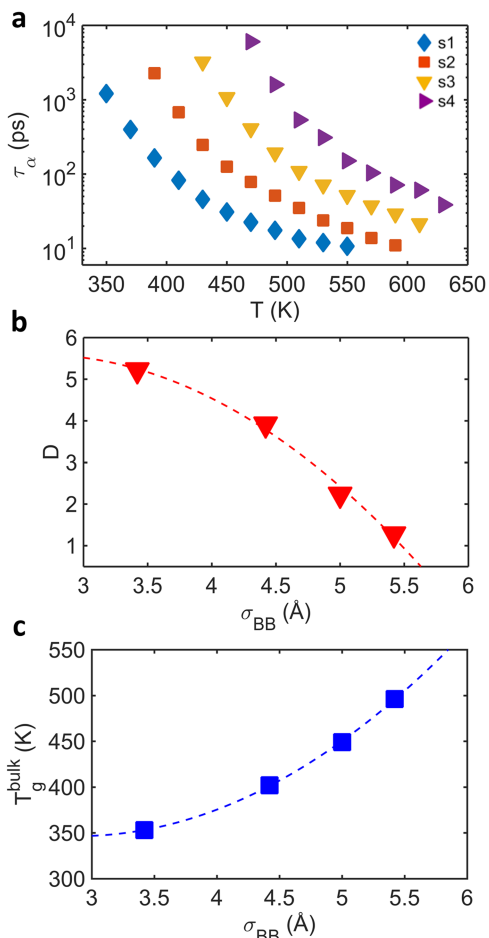 a
10^4
10^3
10^2
10^1
τ_α (ps)
s1
s2
s3
s4
350 400 450 500 550 600 650
T (K)
b
6
5
4
3
2
1
D
3 3.5 4 4.5 5 5.5 6
σ_BB (Å)
c
550
500
450
400
350
300
T_g^bulk (K)
3 3.5 4 4.5 5 5.5 6
σ_BB (Å)